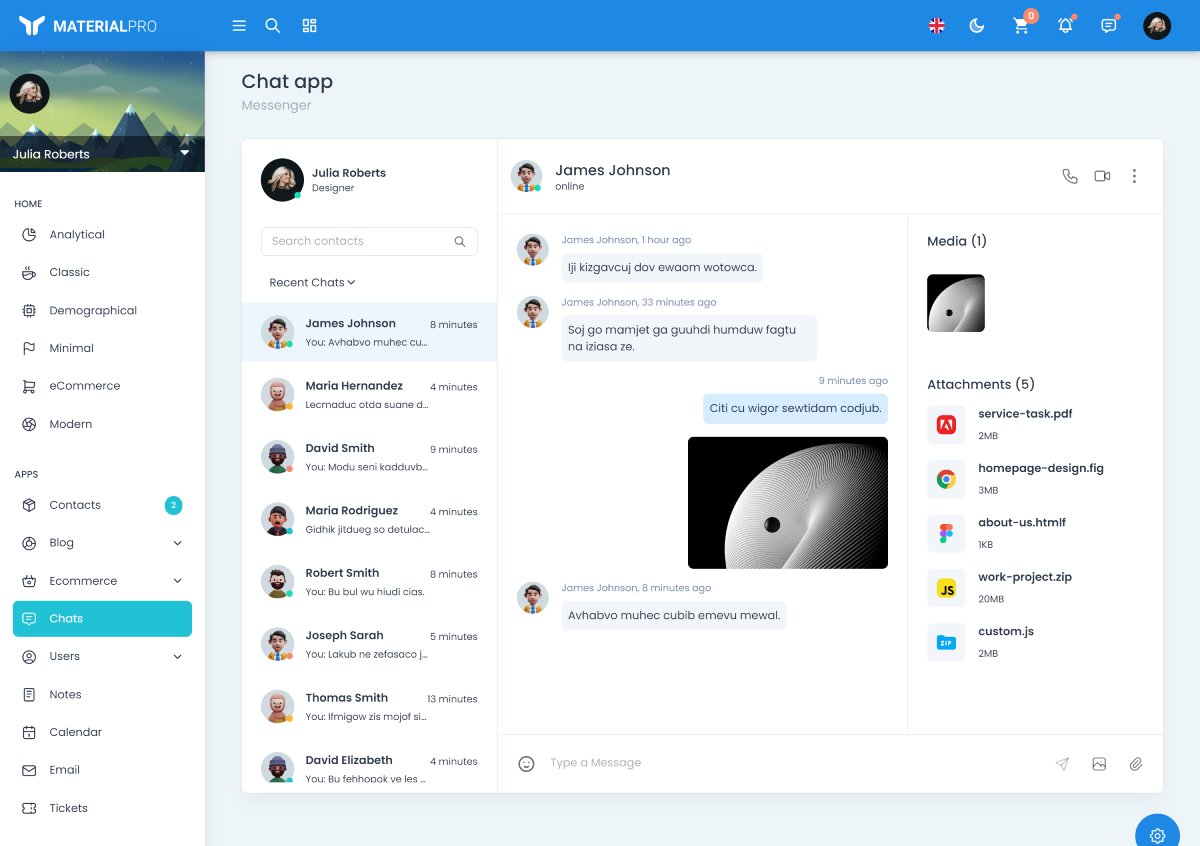 MATERIALPRO
0
Julia Roberts
HOME
Analytical
Classic
Demographical
Minimal
eCommerce
Modern
APPS
Contacts
2
Blog
Ecommerce
Chats
Users
Notes
Calendar
Email
Tickets
Chat app
Messenger
Julia Roberts
Designer
Search contacts
Recent Chats
James Johnson
8 minutes
You: Avhabvo muhec cu...
Maria Hernandez
4 minutes
Lecmaduc otda suane d...
David Smith
9 minutes
You: Modu seni kadduvb...
Maria Rodriguez
4 minutes
Gidhik jitdueg so detulac...
Robert Smith
8 minutes
You: Bu bul wu hiudi cias.
Joseph Sarah
5 minutes
You: Lakub ne zefasaco j...
Thomas Smith
13 minutes
You: Ifmigow zis mojof si...
David Elizabeth
4 minutes
You: Bu fehhopok ve les ...
James Johnson
online
James Johnson, 1 hour ago
Iji kizgavcuj dov ewaom wotowca.
James Johnson, 33 minutes ago
Soj go mamjet ga guuhdi humduw fagtu
na iziasa ze.
9 minutes ago
Citi cu wigor sewtidam codjub.
James Johnson, 8 minutes ago
Avhabvo muhec cubib emevu mewal.
Type a Message
Media (1)
Attachments (5)
service-task.pdf
2MB
homepage-design.fig
3MB
about-us.htmlf
1KB
JS
work-project.zip
20MB
ZIP
custom.js
2MB